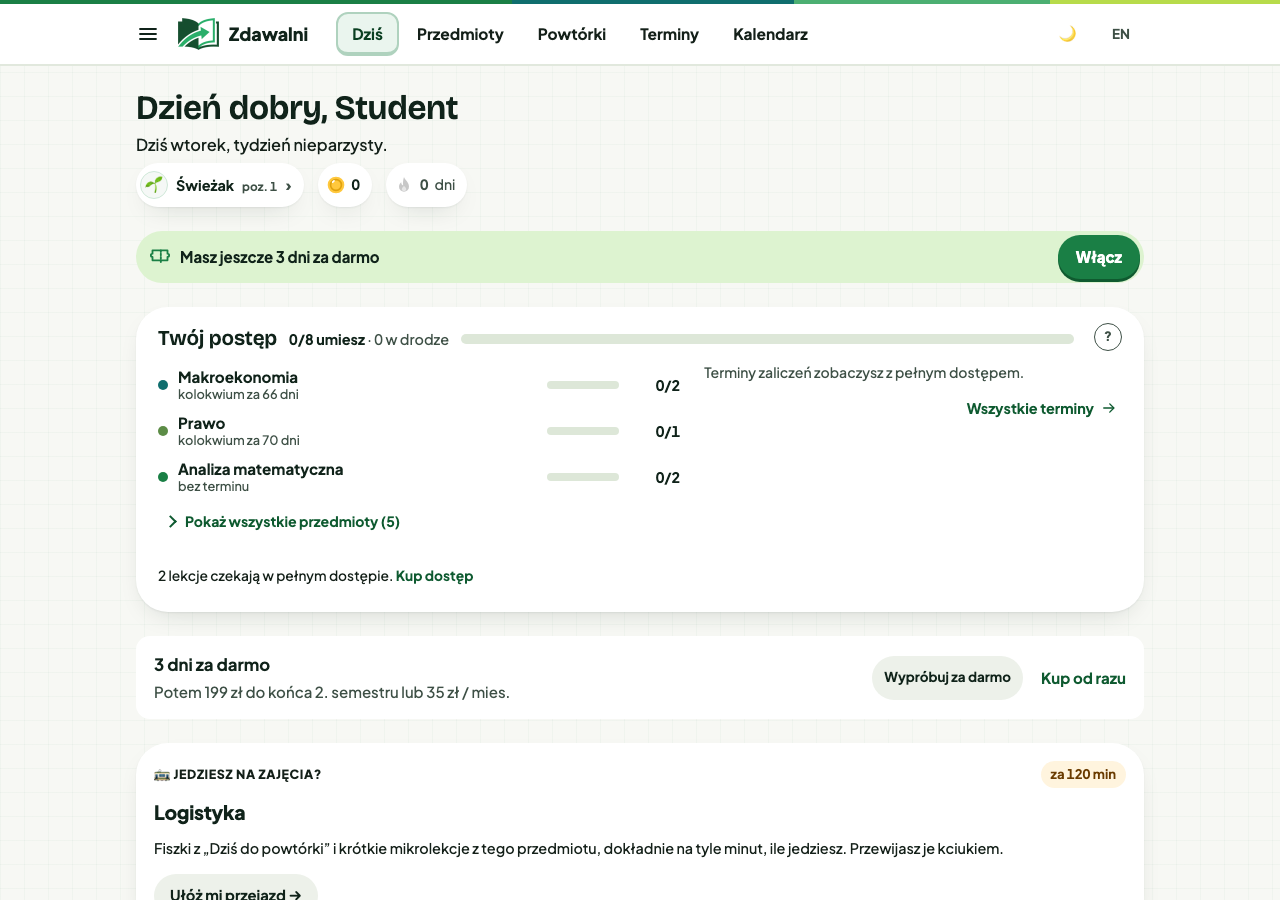 Zdawalni
Dziś
Przedmioty
Powtórki
Terminy
Kalendarz
EN
Dzień dobry, Student
Dziś wtorek, tydzień nieparzysty.
Świeżak poz. 1 ›
0
0 dni
Masz jeszcze 3 dni za darmo
Włącz
Twój postęp 0/8 umiesz · 0 w drodze
?
Makroekonomia
kolokwium za 66 dni
0/2
Prawo
kolokwium za 70 dni
0/1
Analiza matematyczna
bez terminu
0/2
Terminy zaliczeń zobaczysz z pełnym dostępem.
Wszystkie terminy →
Pokaż wszystkie przedmioty (5)
2 lekcje czekają w pełnym dostępie. Kup dostęp
3 dni za darmo
Potem 199 zł do końca 2. semestru lub 35 zł / mies.
Wypróbuj za darmo
Kup od razu
JEDZIESZ NA ZAJĘCIA?
za 120 min
Logistyka
Fiszki z „Dziś do powtórki” i krótkie mikrolekcje z tego przedmiotu, dokładnie na tyle minut, ile jedziesz. Przewijasz je kciukiem.
Ułóż mi przejazd →